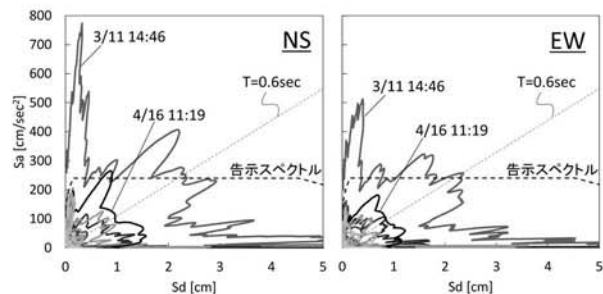 NS
EW
3/11 14:46
T=0.6sec
4/16 11:19
告示スペクトル
3/11 14:46
T=0.6sec
4/16 11:19
告示スペクトル
Sa [cm/sec²]
800
700
600
500
400
300
200
100
0
0 1 2 3 4 5
0 1 2 3 4 5
Sd [cm]
Sd [cm]